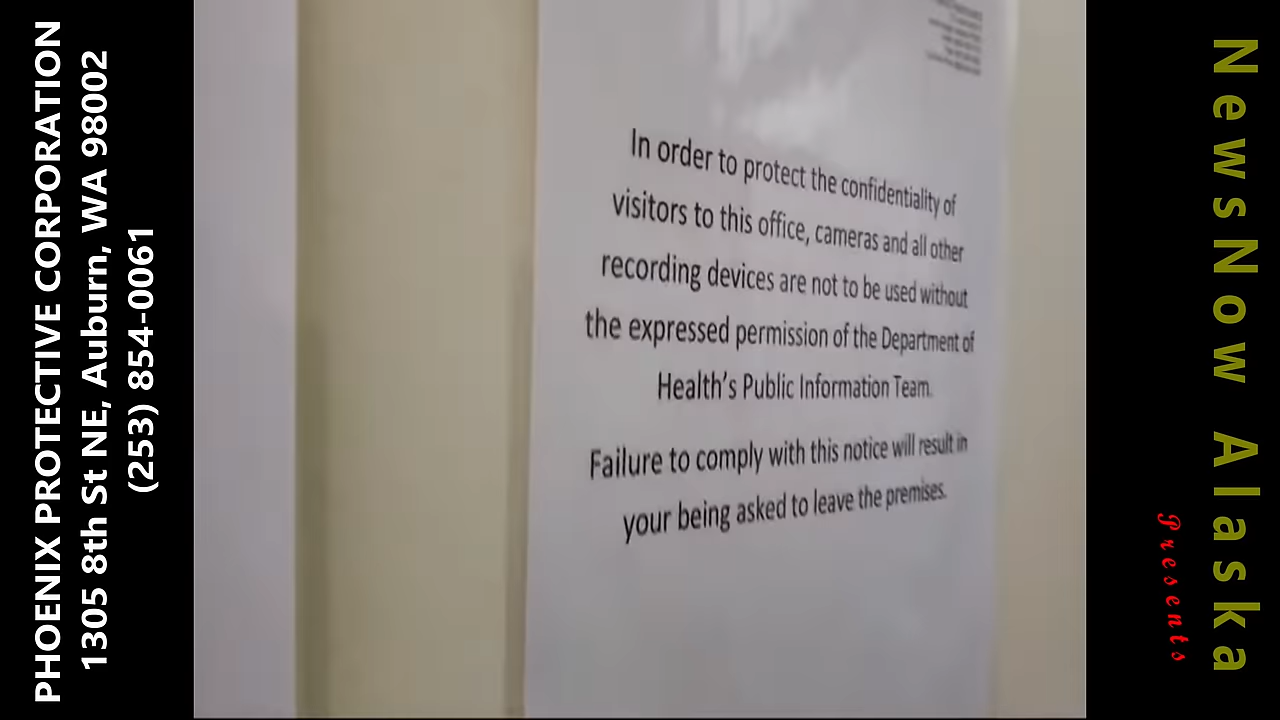 PHOENIX PROTECTIVE CORPORATION
1305 8th St NE, Auburn, WA 98002
(253) 854-0061
In order to protect the confidentiality of
visitors to this office, cameras and all other
recording devices are not to be used without
the expressed permission of the Department of
Health's Public Information Team.
Failure to comply with this notice will result in
your being asked to leave the premises.
NewsNow Alaska
Presents